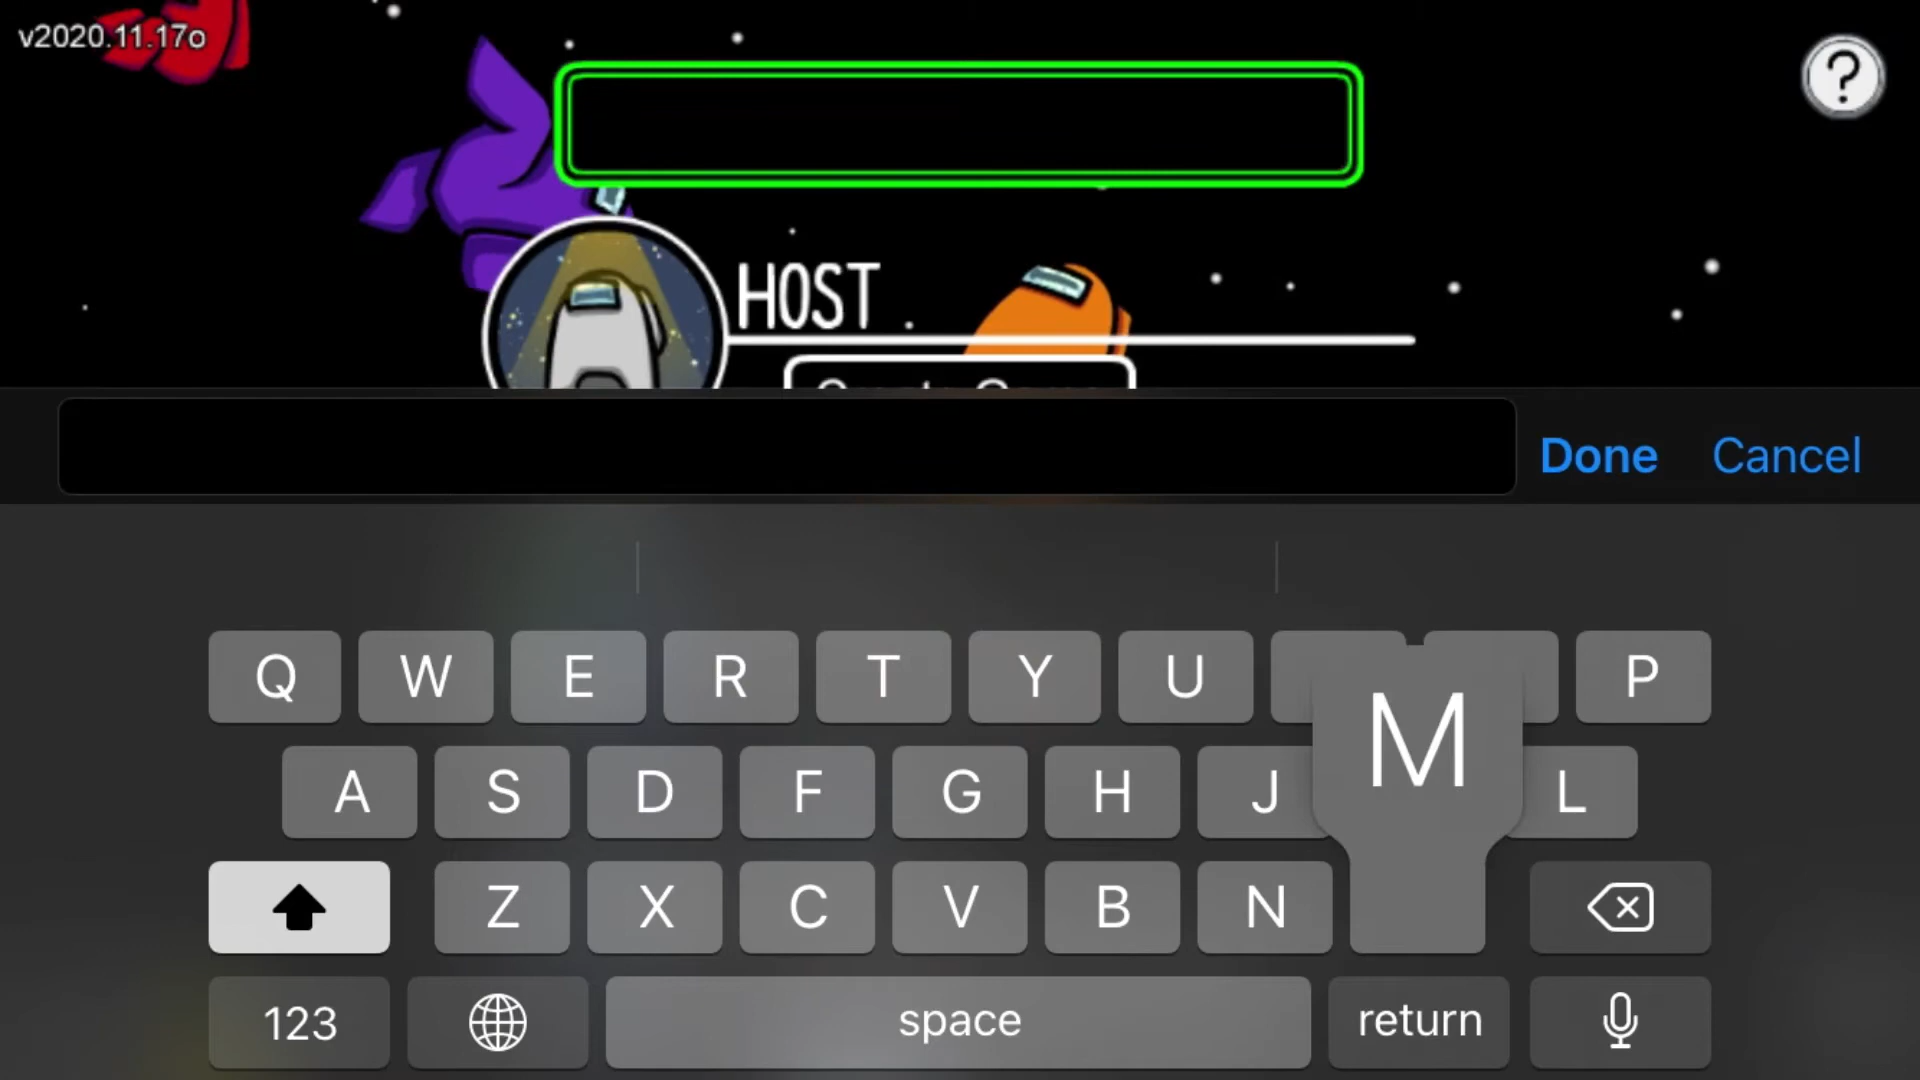 v2020.11.17o
?
HOST
Done Cancel
Q W E R T Y U P
M
A S D F G H J L
Z X C V B N
123 space return